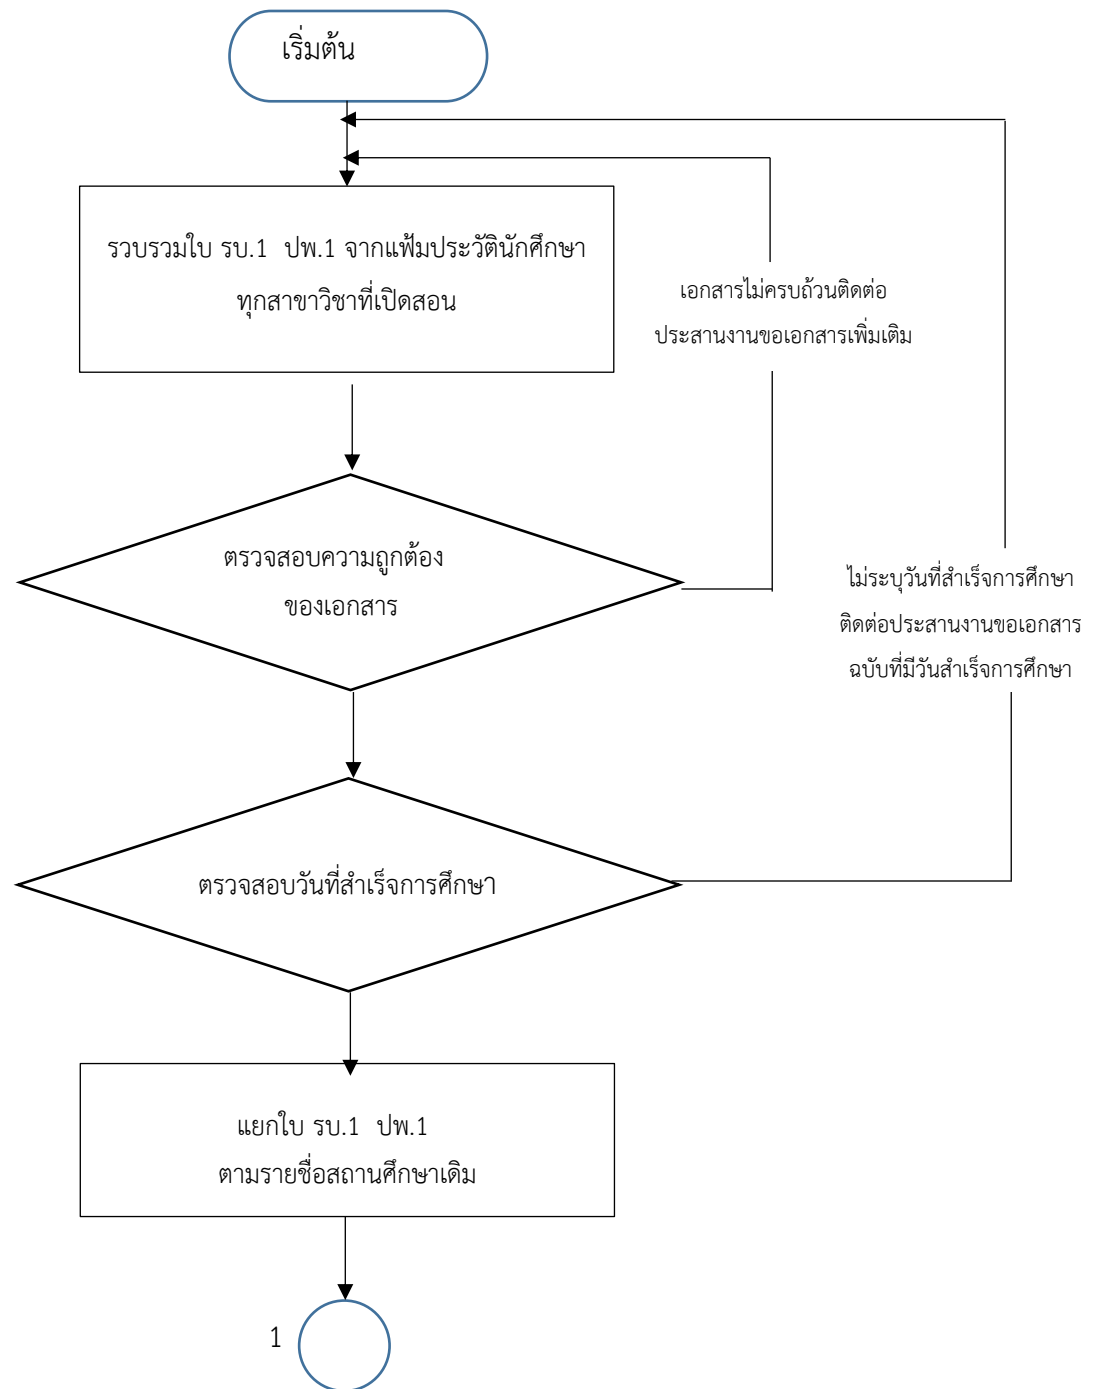 เริ่มต้น
รวบรวมใบ รบ.1 ปพ.1 จากแฟ้มประวัตินักศึกษา
ทุกสาขาวิชาที่เปิดสอน
เอกสารไม่ครบถ้วนติดต่อ
ประสานงานขอเอกสารเพิ่มเติม
ตรวจสอบความถูกต้อง
ของเอกสาร
ไม่ระบุวันที่สำเร็จการศึกษา
ติดต่อประสานงานขอเอกสาร
ฉบับที่มีวันสำเร็จการศึกษา
ตรวจสอบวันที่สำเร็จการศึกษา
แยกใบ รบ.1 ปพ.1
ตามรายชื่อสถานศึกษาเดิม
1